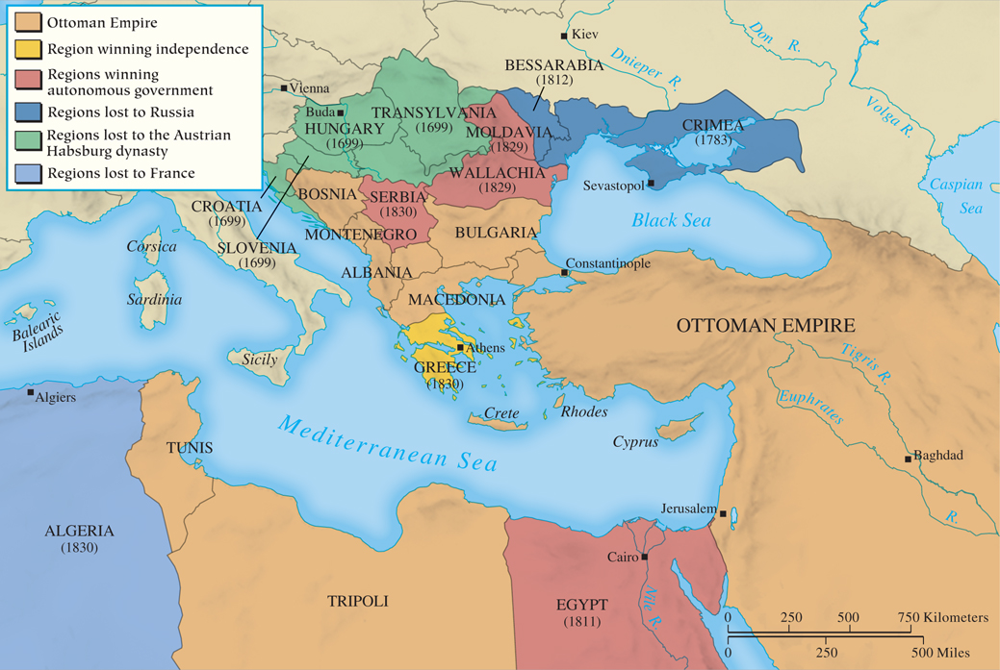 Ottoman Empire
Region winning independence
Regions winning
autonomous government
Regions lost to Russia
Regions lost to the Austrian
Habsburg dynasty
Regions lost to France
Kiev
Don R.
Dnieper R.
Volga R.
BESSARABIA
(1812)
Vienna
Buda
HUNGARY
(1699)
TRANSYLVANIA
(1699)
MOLDAVIA
(1829)
CRIMEA
(1783)
WALLACHIA
(1829)
Sevastopol
Caspian
Sea
BOSNIA
SERBIA
(1830)
CROATIA
(1699)
SLOVENIA
(1699)
MONTENEGRO
BULGARIA
Black Sea
Corsica
Constantinople
ALBANIA
Sardinia
MACEDONIA
Balearic
Islands
OTTOMAN EMPIRE
Athens
Sicily
GREECE
(1830)
Tigris R.
Euphrates
R.
Algiers
Crete
Rhodes
Cyprus
Mediterranean Sea
TUNIS
Baghdad
Jerusalem
ALGERIA
(1830)
Cairo
TRIPOLI
EGYPT
(1811)
Nile R.
0 250 500 750 Kilometers
0 250 500 Miles